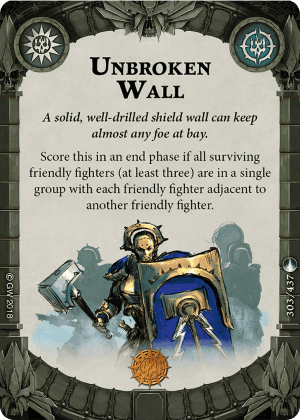 UNBROKEN
WALL
A solid, well-drilled shield wall can keep
almost any foe at bay.
Score this in an end phase if all surviving
friendly fighters (at least three) are in a single
group with each friendly fighter adjacent to
another friendly fighter.
© GW 2018
303/437